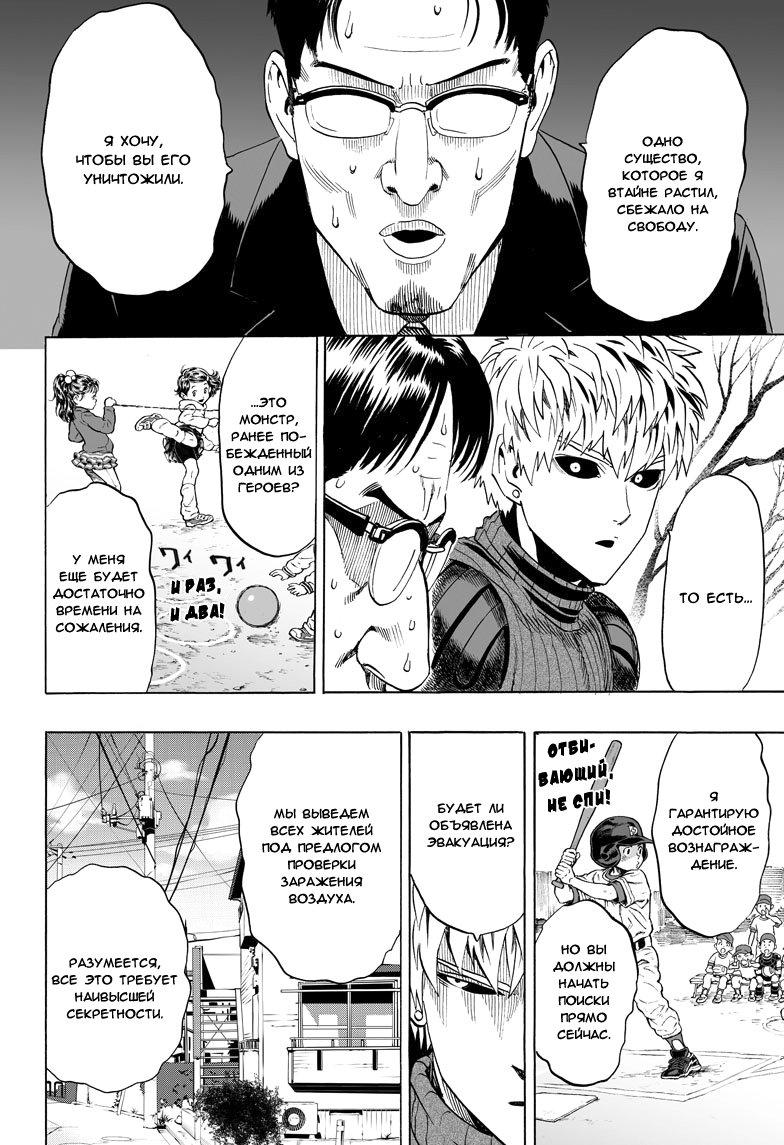 ОДНО
СУЩЕСТВО,
КОТОРОЕ Я
ВТАЙНЕ РАСТИЛ,
СБЕЖАЛО НА
СВОБОДУ.
Я ХОЧУ,
ЧТОБЫ ВЫ ЕГО
УНИЧТОЖИЛИ.
ТО ЕСТЬ...
...ЭТО
МОНСТР,
РАНЕЕ ПО-
БЕЖДЕННЫЙ
ОДНИМ ИЗ
ГЕРОЕВ?
ワイ ワイ
И РАЗ,
И ДВА!
У МЕНЯ
ЕЩЕ БУДЕТ
ДОСТАТОЧНО
ВРЕМЕНИ НА
СОЖАЛЕНИЯ.
Я
ГАРАНТИРУЮ
ДОСТОЙНОЕ
ВОЗНАГРАЖ-
ДЕНИЕ.
ОТБИ-
ВАЮЩИЙ,
НЕ СПИ!
НО ВЫ
ДОЛЖНЫ
НАЧАТЬ
ПОИСКИ
ПРЯМО
СЕЙЧАС.
БУДЕТ ЛИ
ОБЪЯВЛЕНА
ЭВАКУАЦИЯ?
МЫ ВЫВЕДЕМ
ВСЕХ ЖИТЕЛЕЙ
ПОД ПРЕДЛОГОМ
ПРОВЕРКИ
ЗАРАЖЕНИЯ
ВОЗДУХА.
РАЗУМЕЕТСЯ,
ВСЕ ЭТО ТРЕБУЕТ
НАИВЫСШЕЙ
СЕКРЕТНОСТИ.